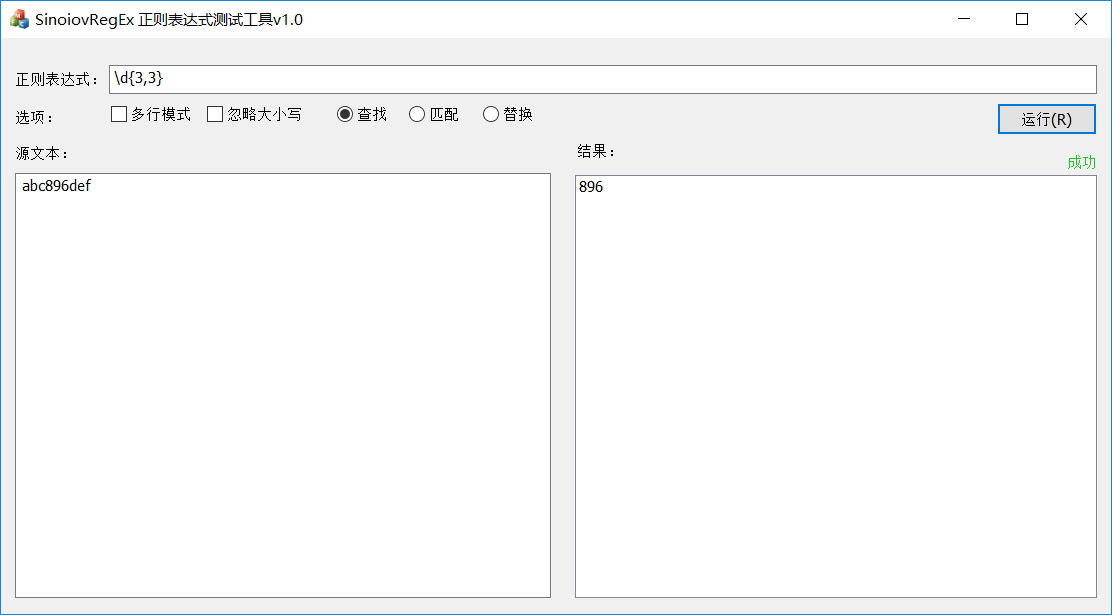 SinoiovRegEx 正则表达式测试工具v1.0
正则表达式： \d{3,3}
选项： 多行模式 忽略大小写 查找 匹配 替换 运行(R)
源文本： 结果： 成功
abc896def 896